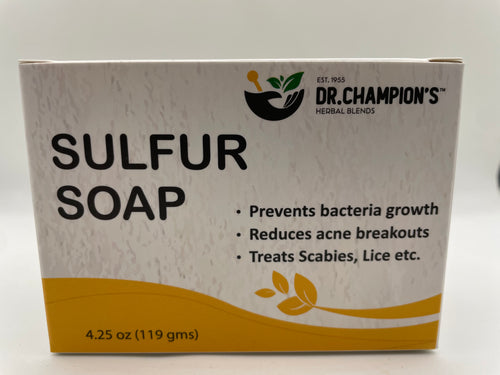 EST. 1955
DR.CHAMPION'S™
HERBAL BLENDS
SULFUR
SOAP
· Prevents bacteria growth
· Reduces acne breakouts
· Treats Scabies, Lice etc.
4.25 oz (119 gms)